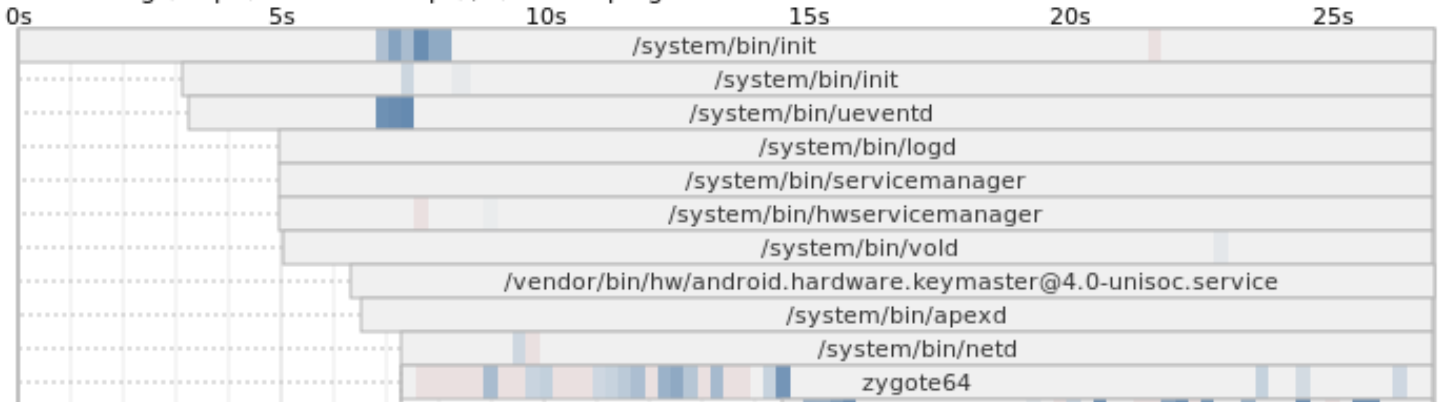 0s 5s 10s 15s 20s 25s
/system/bin/init
/system/bin/init
/system/bin/ueventd
/system/bin/logd
/system/bin/servicemanager
/system/bin/hwservicemanager
/system/bin/vold
/vendor/bin/hw/android.hardware.keymaster@4.0-unisoc.service
/system/bin/apexd
/system/bin/netd
zygote64